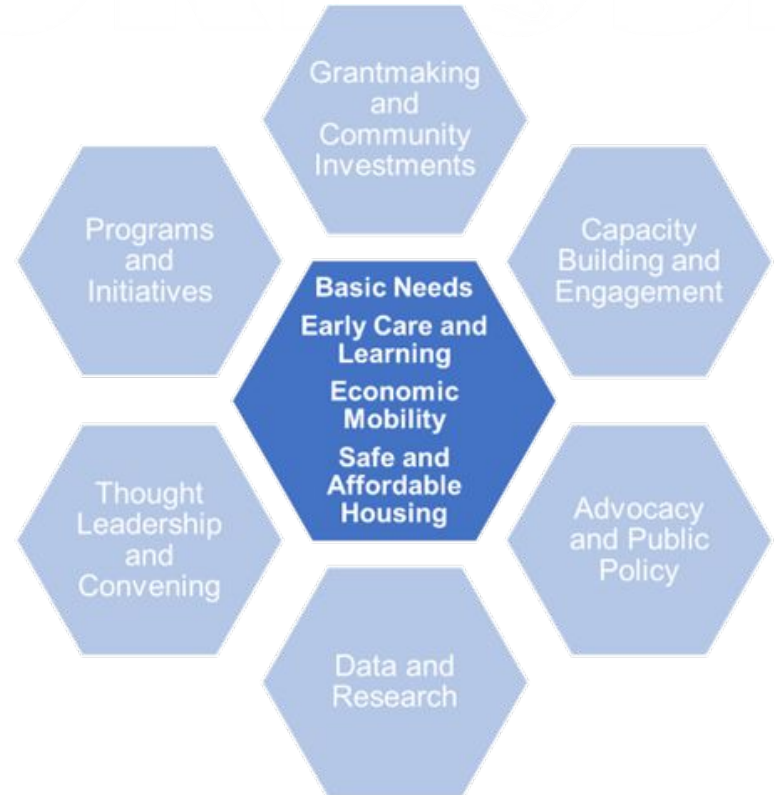 Grantmaking
and
Community
Investments
Programs
and
Initiatives
Capacity
Building and
Engagement
Basic Needs
Early Care and
Learning
Economic
Mobility
Safe and
Affordable
Housing
Thought
Leadership
and
Convening
Advocacy
and Public
Policy
Data and
Research